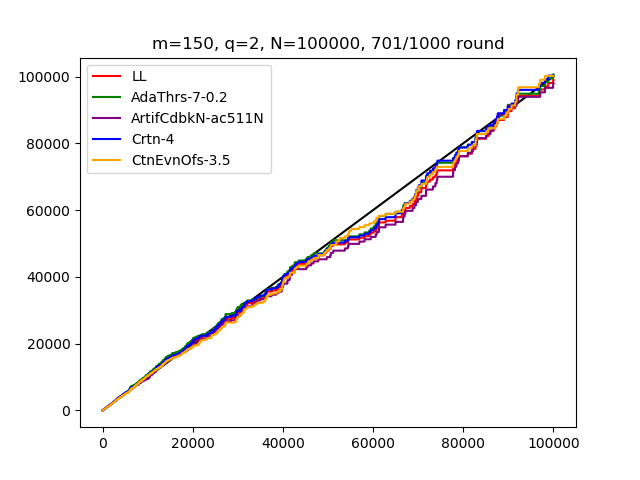 m=150, q=2, N=100000, 701/1000 round
LL
AdaThrs-7-0.2
ArtifCdbkN-ac511N
Crtn-4
CtnEvnOfs-3.5
100000
80000
60000
40000
20000
0
0 20000 40000 60000 80000 100000